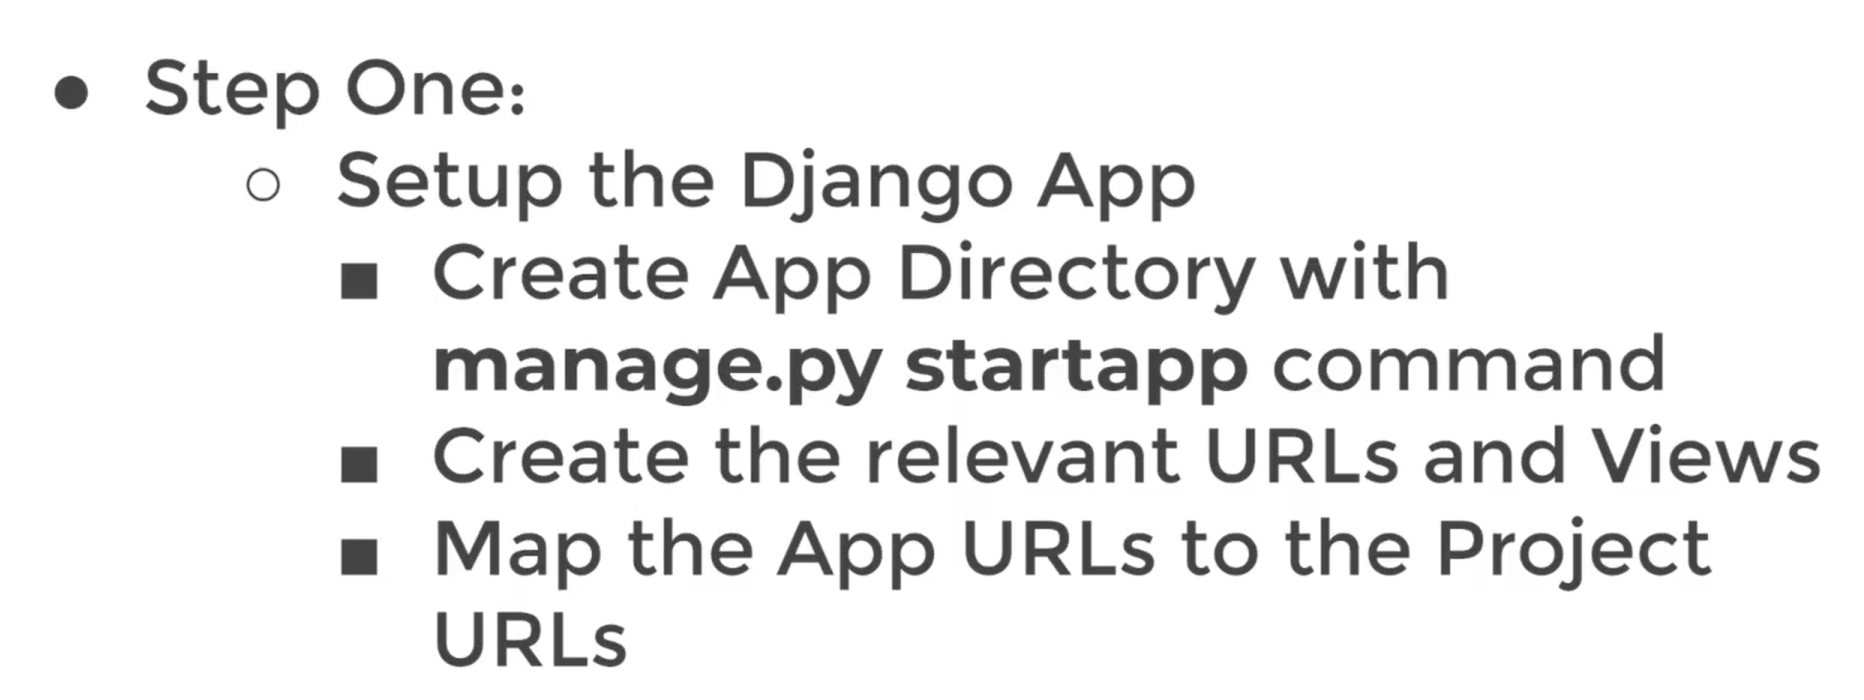 ● Step One:
○ Setup the Django App
■ Create App Directory with
manage.py startapp command
■ Create the relevant URLs and Views
■ Map the App URLs to the Project
URLs